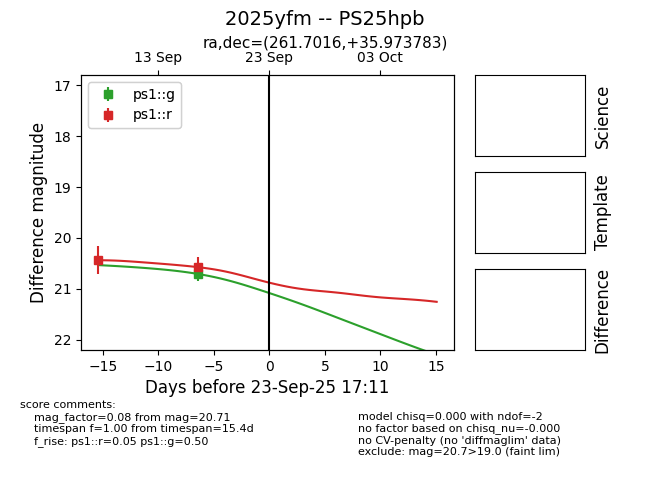 2025yfm -- PS25hpb
ra,dec=(261.7016,+35.973783)
13 Sep 23 Sep 03 Oct
ps1::g
ps1::r
17
18
19
20
21
22
Difference magnitude
−15 −10 −5 0 5 10 15
Days before 23-Sep-25 17:11
Science
Template
Difference
score comments:
mag_factor=0.08 from mag=20.71
timespan f=1.00 from timespan=15.4d
f_rise: ps1::r=0.05 ps1::g=0.50
model chisq=0.000 with ndof=-2
no factor based on chisq_nu=-0.000
no CV-penalty (no 'diffmaglim' data)
exclude: mag=20.7>19.0 (faint lim)